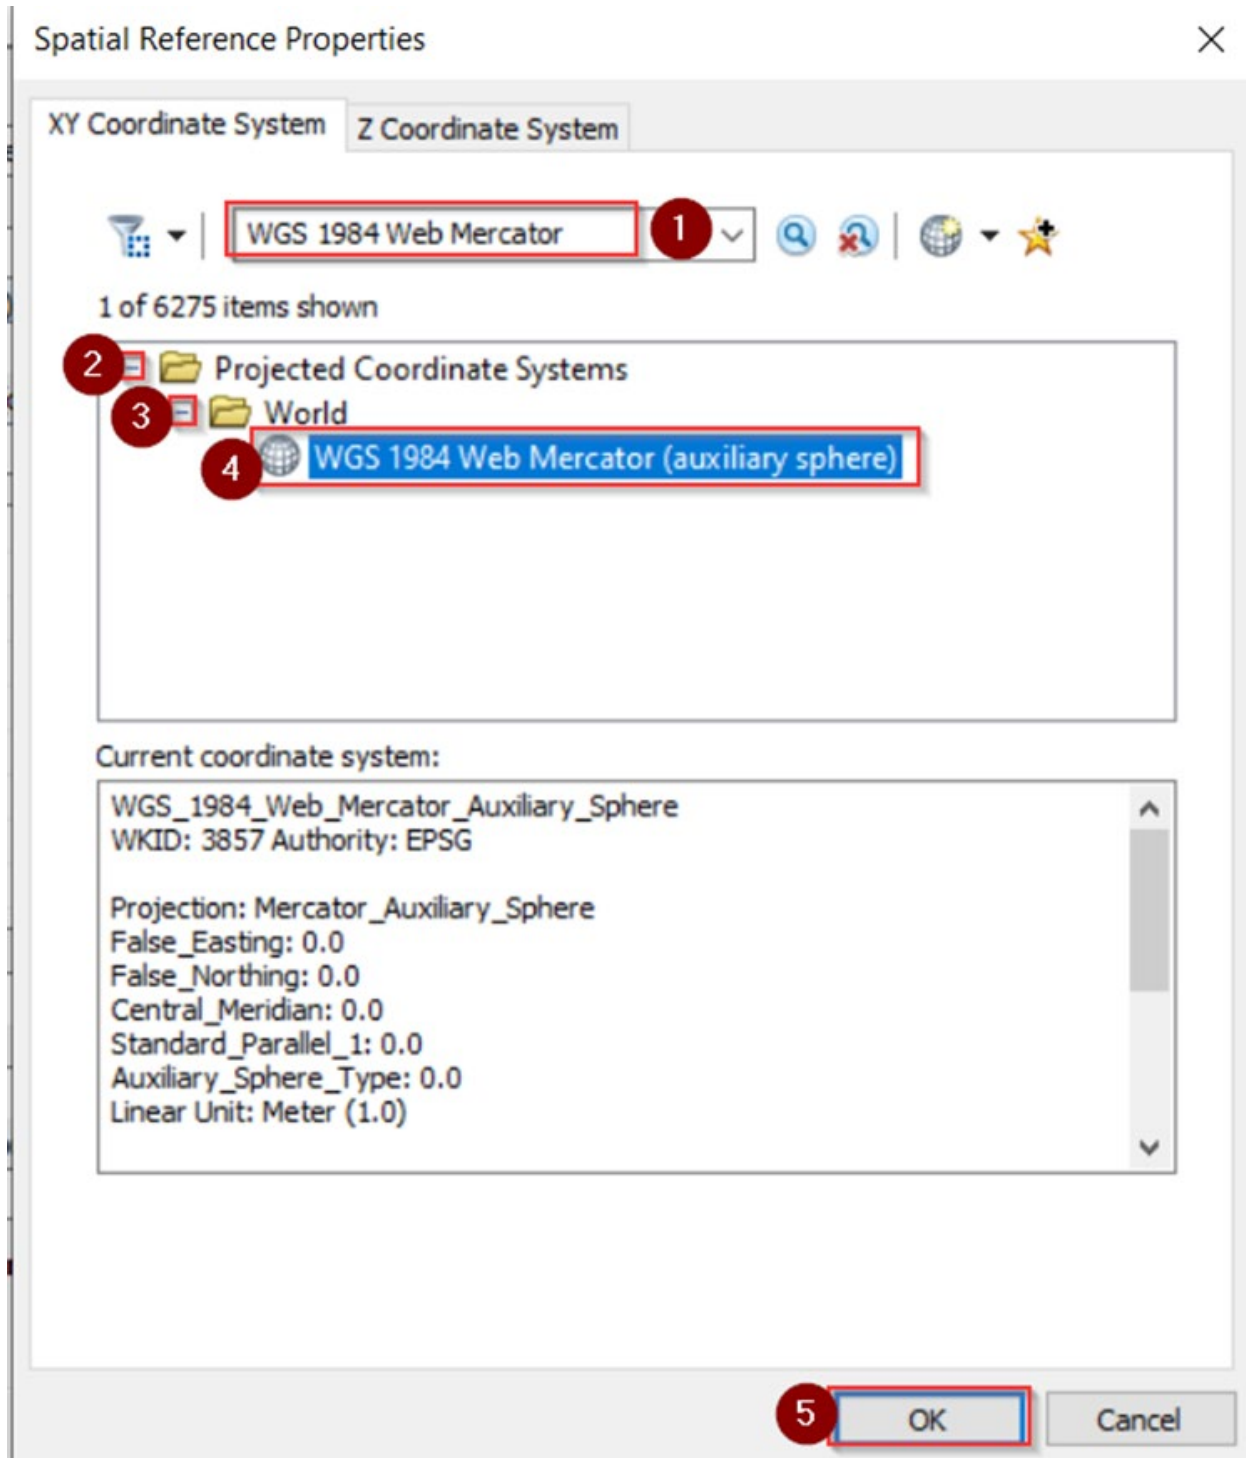 Spatial Reference Properties
XY Coordinate System
Z Coordinate System
WGS 1984 Web Mercator
1
1 of 6275 items shown
2 Projected Coordinate Systems
3 World
4 WGS 1984 Web Mercator (auxiliary sphere)
Current coordinate system:
WGS_1984_Web_Mercator_Auxiliary_Sphere
WKID: 3857 Authority: EPSG
Projection: Mercator_Auxiliary_Sphere
False_Easting: 0.0
False_Northing: 0.0
Central_Meridian: 0.0
Standard_Parallel_1: 0.0
Auxiliary_Sphere_Type: 0.0
Linear Unit: Meter (1.0)
5 OK
Cancel